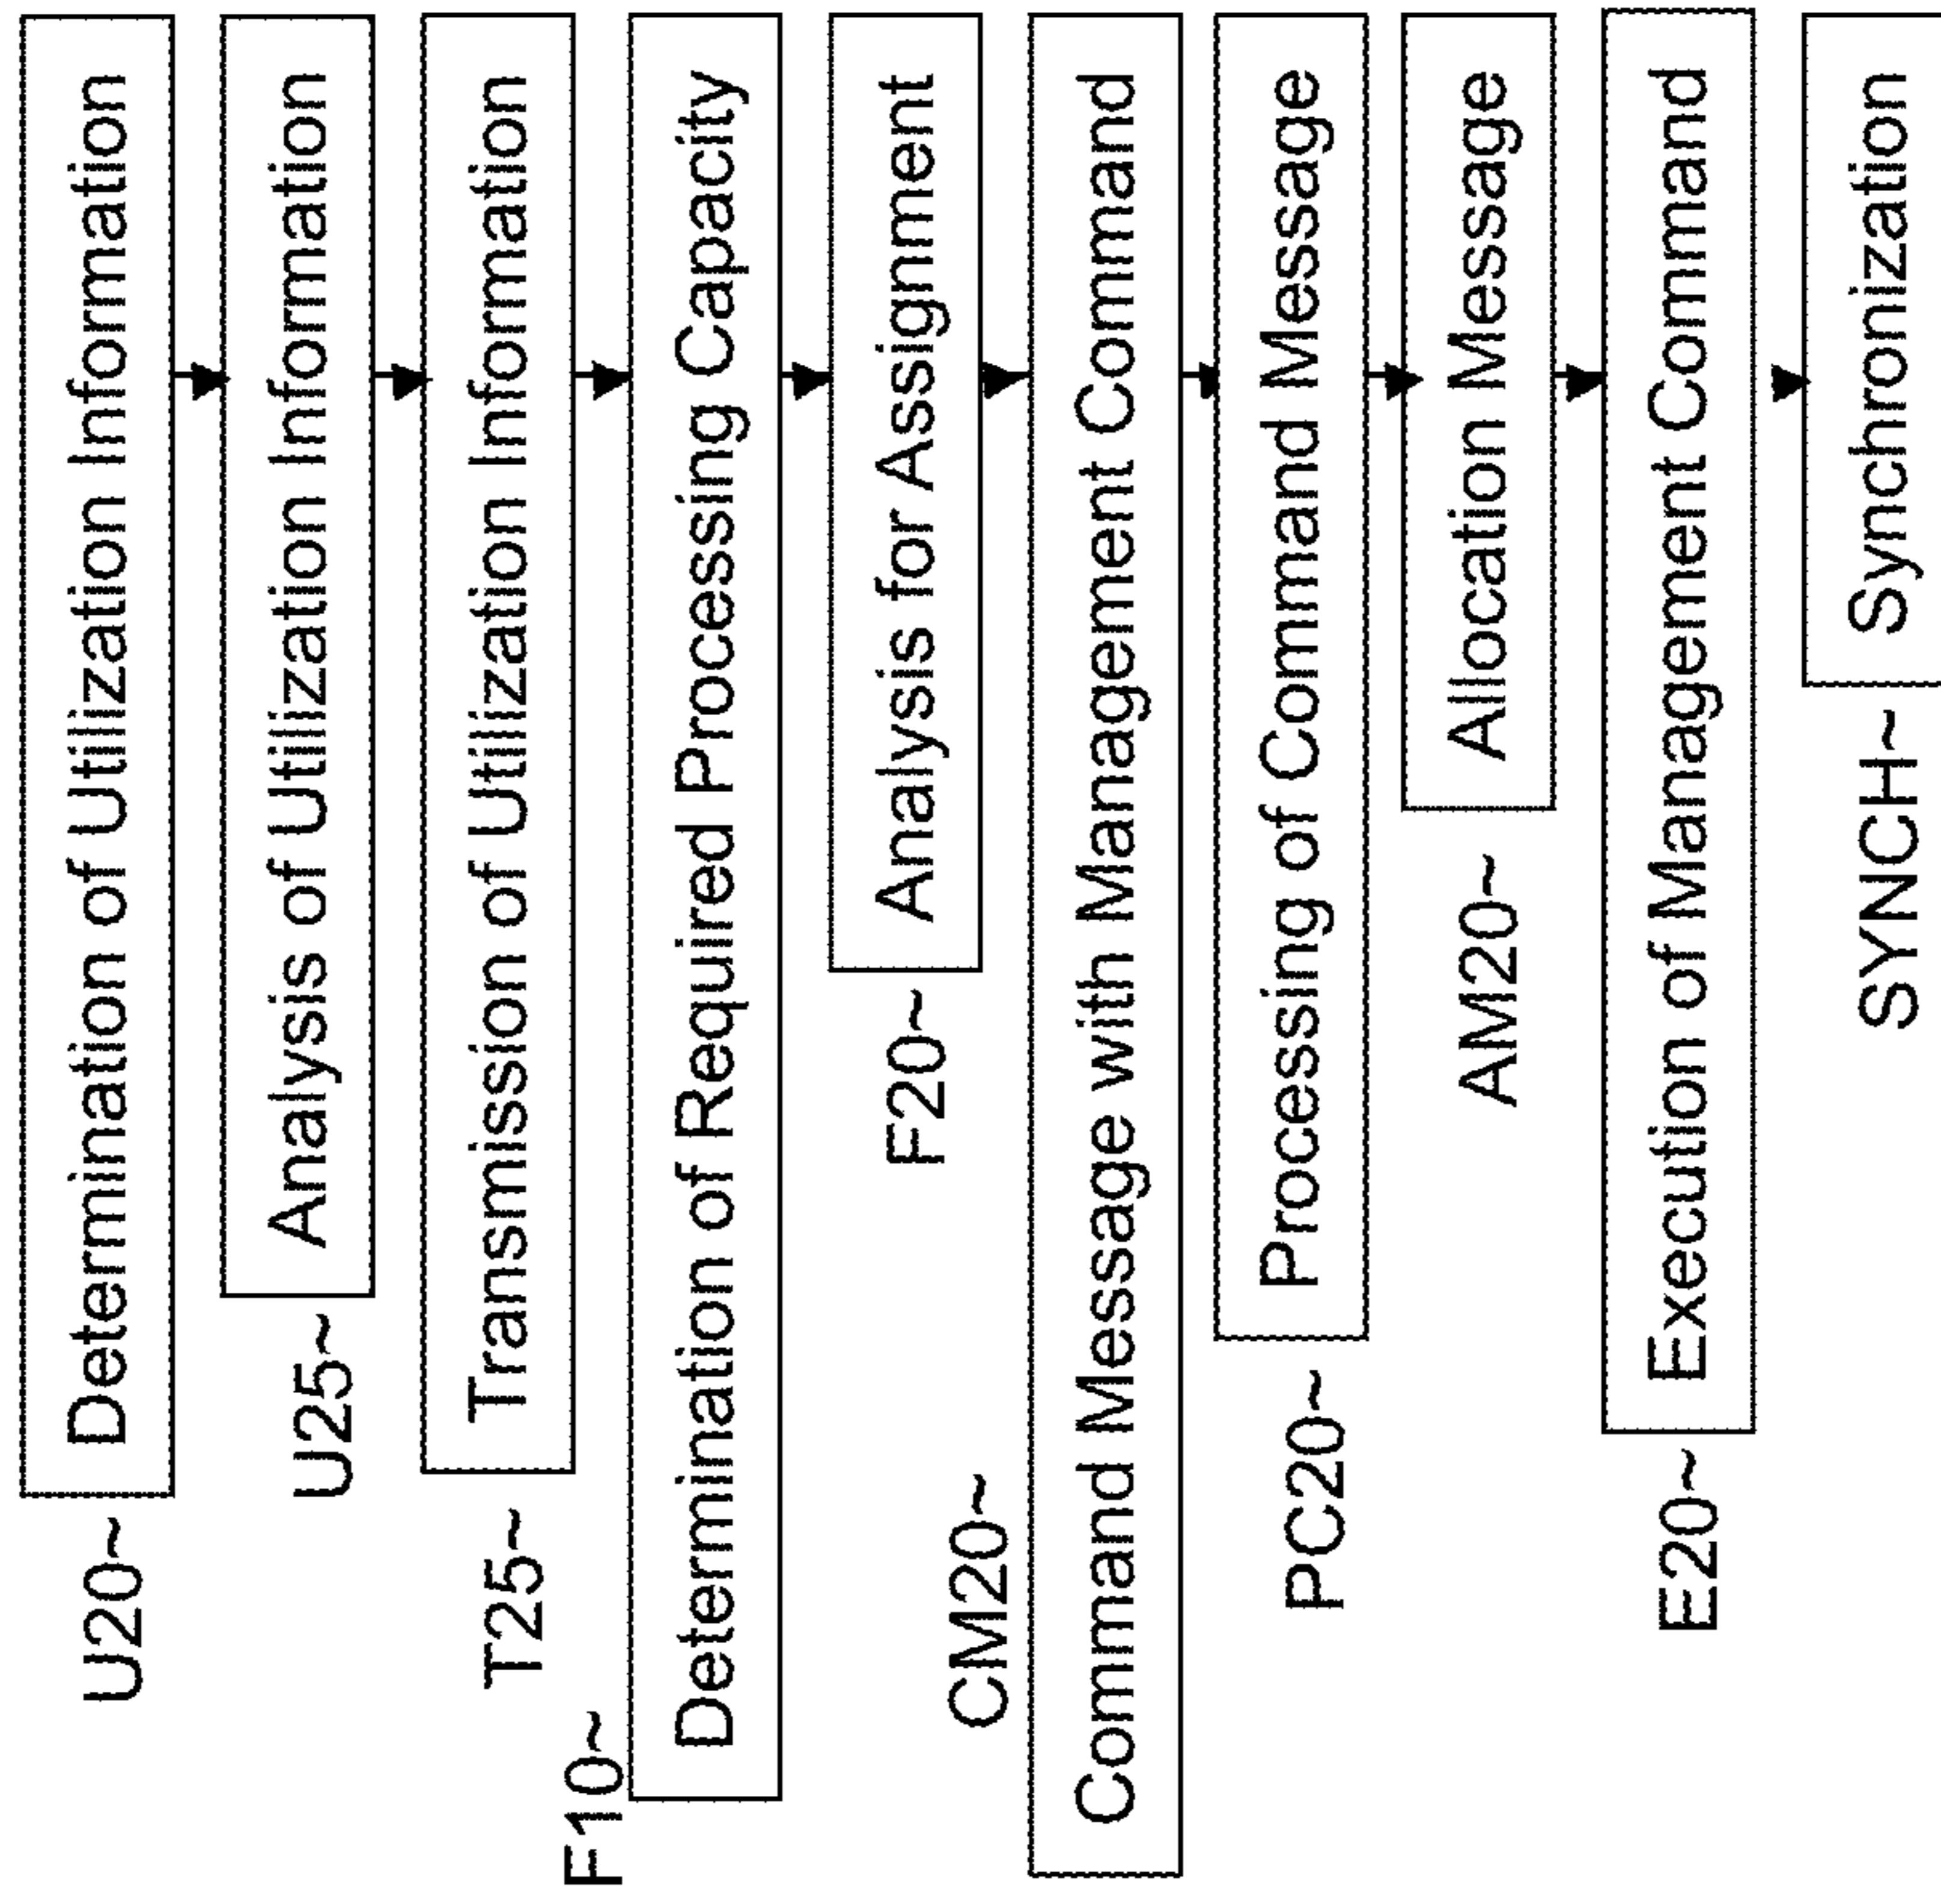 U20~ Determination of Utilization Information
U25~ Analysis of Utilization Information
T25~ Transmission of Utilization Information
F10~
Determination of Required Processing Capacity
F20~ Analysis for Assignment
CM20~
Command Message with Management Command
PC20~ Processing of Command Message
AM20~ Allocation Message
E20~ Execution of Management Command
SYNCH~ Synchronization